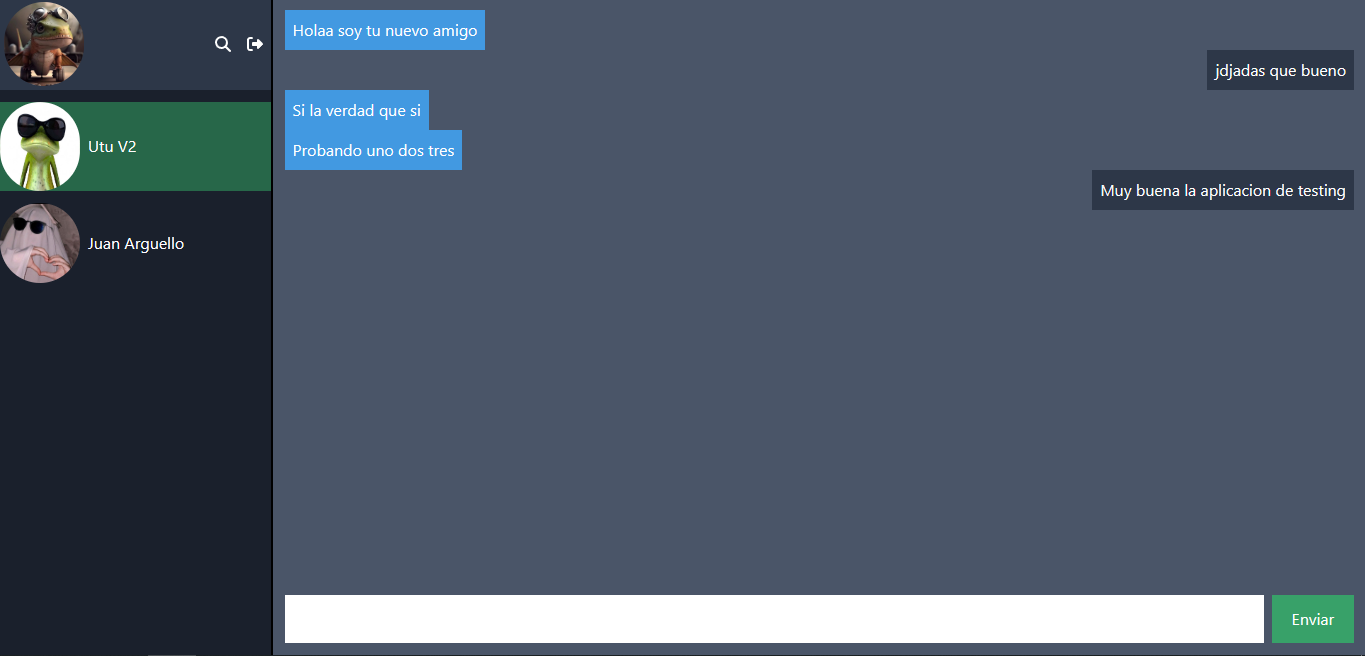 Utu V2
Juan Arguello
Holaa soy tu nuevo amigo
jdjadas que bueno
Si la verdad que si
Probando uno dos tres
Muy buena la aplicacion de testing
Enviar